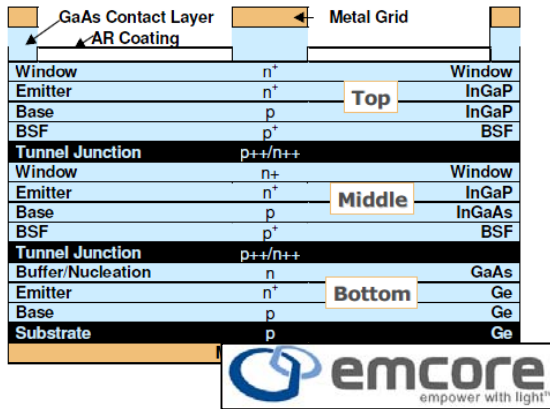 GaAs Contact Layer Metal Grid
AR Coating
Window n+ Window
Emitter n+ InGaP
Top
Base p InGaP
BSF p+ BSF
Tunnel Junction p++/n++
Window n+ Window
Emitter n+ InGaP
Middle
Base p InGaAs
BSF p+ BSF
Tunnel Junction p++/n++
Buffer/Nucleation n GaAs
Emitter n+ Ge
Bottom
Base p Ge
Substrate p Ge
emcore
empower with light™